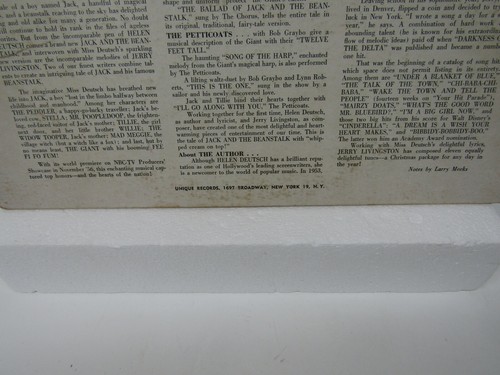 of a boy named Jack, a handful of magical
and a beanstalk reaching to the sky has delighted
and old alike for many a generation. No doubt
continue to hold its rank in the files of ageless
But from the incomparable pen of HELEN
DEUTSCH comes a brand new JACK AND THE BEAN-
STALK! and interwoven with Miss Deutsch's sparkling
new version are the incomparable melodies of JERRY
LIVINGSTON. Two of our finest writers combine tal-
ents to create an intriguing tale of JACK and his famous
BEANSTALK.
The imaginative Miss Deutsch has breathed new
life into JACK, a boy "lost in the limbo halfway between
childhood and manhood." Among her characters are
THE PEDDLER, a happy-go-lucky traveller, Jack's be-
loved cow, STELLA; MR. POOPLEDOOP, the frighten-
ing, red-faced tutor of Jack's mother; TILLIE, the girl
next door, and her little brother WILLIE; THE
WIDOW TOOPER, Jack's mother; MAD MEGGIE, the
village witch (but a witch like a fox) and last, but by
no means least, THE GIANT with his booming FEE
FI FO FUM!
With its world premiere on NBC-TV Producers'
Showcase in November '56, this enchanting musical cap-
tured top honors—and the hearts of the nation!
shape and
"THE BALLAD OF JACK AND THE BEAN-
STALK," sung by The Chorus, tells the entire tale in
its original, traditional, fairy-tale version.
THE PETTICOATS . . . with Bob Graybo give a
musical description of the Giant with their "TWELVE
FEET TALL."
The haunting "SONG OF THE HARP," enchanted
melody from the Giant's magical harp, is also performed
by The Petticoats.
A lilting waltz-duet by Bob Graybo and Lynn Rob-
erts, "THIS IS THE ONE," sung in the show by a
sailor and his newly-discovered love.
Jack and Tillie bind their hearts together with
"I'LL GO ALONG WITH YOU." The Petticoats.
Working together for the first time, Helen Deutsch,
as author and lyricist, and Jerry Livingston, as com-
poser, have created one of the most delightful and heart-
warming pieces of entertainment of our time. This is
the tale of JACK AND THE BEANSTALK with "whip-
ped cream on top!"
About THE AUTHOR . . .
Although HELEN DEUTSCH has a brilliant repu-
tation as one of Hollywood's leading screenwriters, she
is a newcomer to the world of popular music. In 1952,
UNIQUE RECORDS, 1697 BROADWAY, NEW YORK 19, N. Y.
lived in Denver, flipped a coin and decided to try
luck in New York. "I wrote a song a day for a
year," he says. A combination of hard work and
abounding talent (he is known for his extraordinary
flow of melodic ideas) paid off when "DARKNESS ON
THE DELTA" was published and became a minor
one hit.
That was the beginning of a catalog of song hits
which space does not permit listing in its entirety.
Among them are "UNDER A BLANKET OF BLUE,"
"THE TALK OF THE TOWN," "CHI-BABA-CHI-
BABA," "WAKE THE TOWN AND TELL THE
PEOPLE" (fourteen weeks on "Your Hit Parade"),
"MAIRZY DOATS," "WHAT'S THE GOOD WORD
MR. BLUEBIRD?," "I'M A BIG GIRL NOW," and
those two big hits from his score for Walt Disney's
"CINDERELLA", "A DREAM IS A WISH YOUR
HEART MAKES," and "BIBBIDY-BOBBIDY-BOO."
The latter won him an Academy Award nomination.
Working with Miss Deutsch's delightful lyrics,
JERRY LIVINGSTON has composed eleven equally
delightful tunes—a Christmas package for any day in
the year!
Notes by Larry Meeks